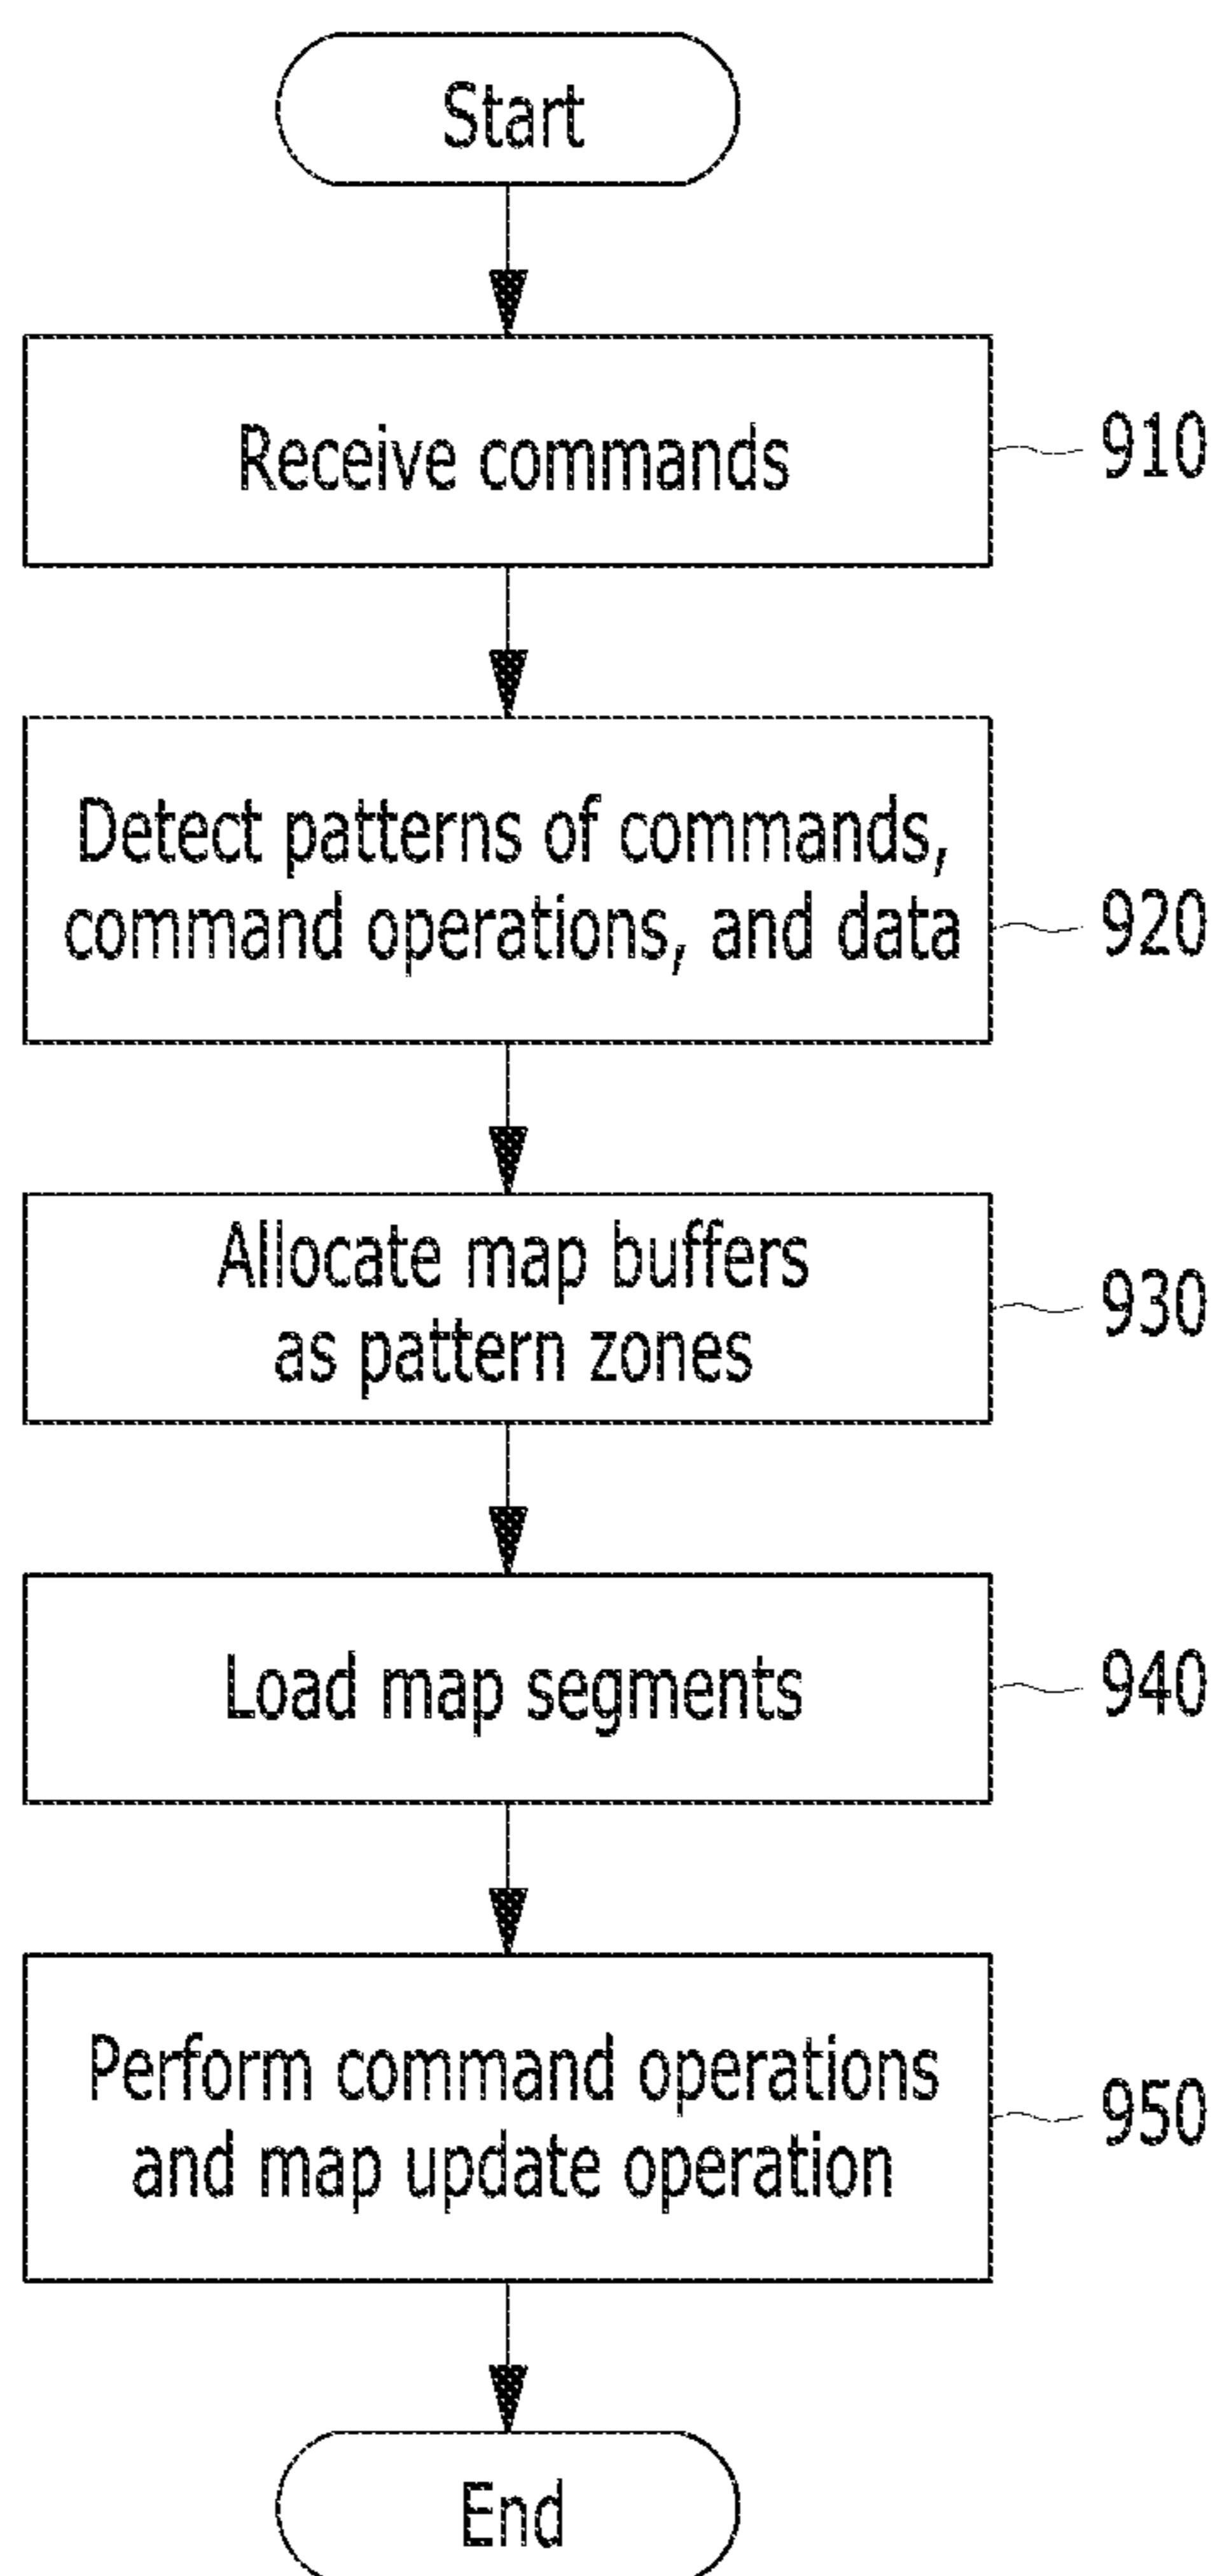 Start
Receive commands
910
Detect patterns of commands,
command operations, and data
920
Allocate map buffers
as pattern zones
930
Load map segments
940
Perform command operations
and map update operation
950
End